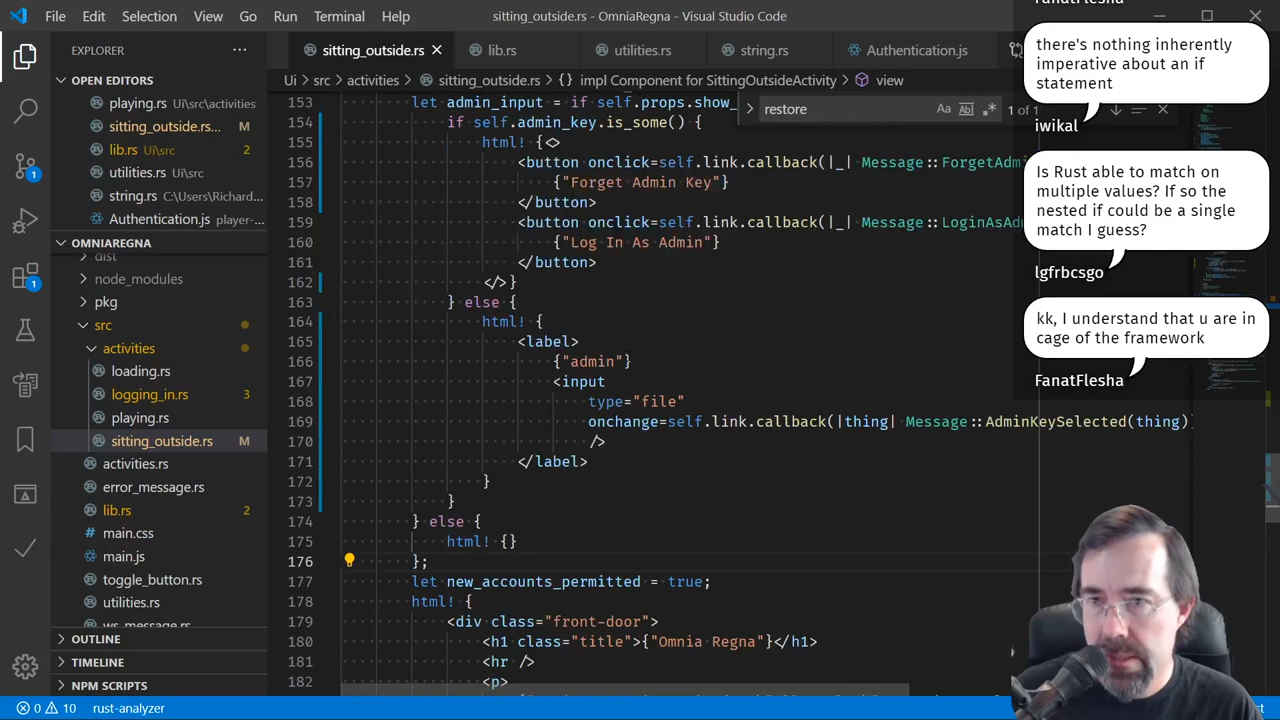 File Edit Selection View Go Run Terminal Help
sitting_outside.rs - OmniaRegna - Visual Studio Code
EXPLORER
OPEN EDITORS
playing.rs Ui\src\activities
sitting_outside.rs... M
lib.rs Ui\src 2
utilities.rs Ui\src
string.rs C:\Users\Richard...
Authentication.js player-...
OMNIAREGNA
dist
node_modules
pkg
src
activities
loading.rs
logging_in.rs 3
playing.rs
sitting_outside.rs M
activities.rs
error_message.rs
lib.rs 2
main.css
main.js
toggle_button.rs
utilities.rs
ws_message.rs
OUTLINE
TIMELINE
NPM SCRIPTS
1
1
sitting_outside.rs lib.rs utilities.rs string.rs Authentication.js
Ui > src > activities > sitting_outside.rs > {} impl Component for SittingOutsideActivity > view
restore
Aa Ab .* 1 of 1
153 let admin_input = if self.props.show_
154 if self.admin_key.is_some() {
155 html! {<>
156 <button onclick=self.link.callback(|_| Message::ForgetAdm
157 {"Forget Admin Key"}
158 </button>
159 <button onclick=self.link.callback(|_| Message::LoginAsAdm
160 {"Log In As Admin"}
161 </button>
162 </>}
163 } else {
164 html! {
165 <label>
166 {"admin"}
167 <input
168 type="file"
169 onchange=self.link.callback(|thing| Message::AdminKeySelected(thing))
170 />
171 </label>
172 }
173 }
174 } else {
175 html! {}
176 };
177 let new_accounts_permitted = true;
178 html! {
179 <div class="front-door">
180 <h1 class="title">{"Omnia Regna"}</h1>
181 <hr />
182 <p>
FanatFlesha
there's nothing inherently
imperative about an if
statement
iwikal
Is Rust able to match on
multiple values? If so the
nested if could be a single
match I guess?
lgfrbcsgo
kk, I understand that u are in
cage of the framework
FanatFlesha
0 10 rust-analyzer